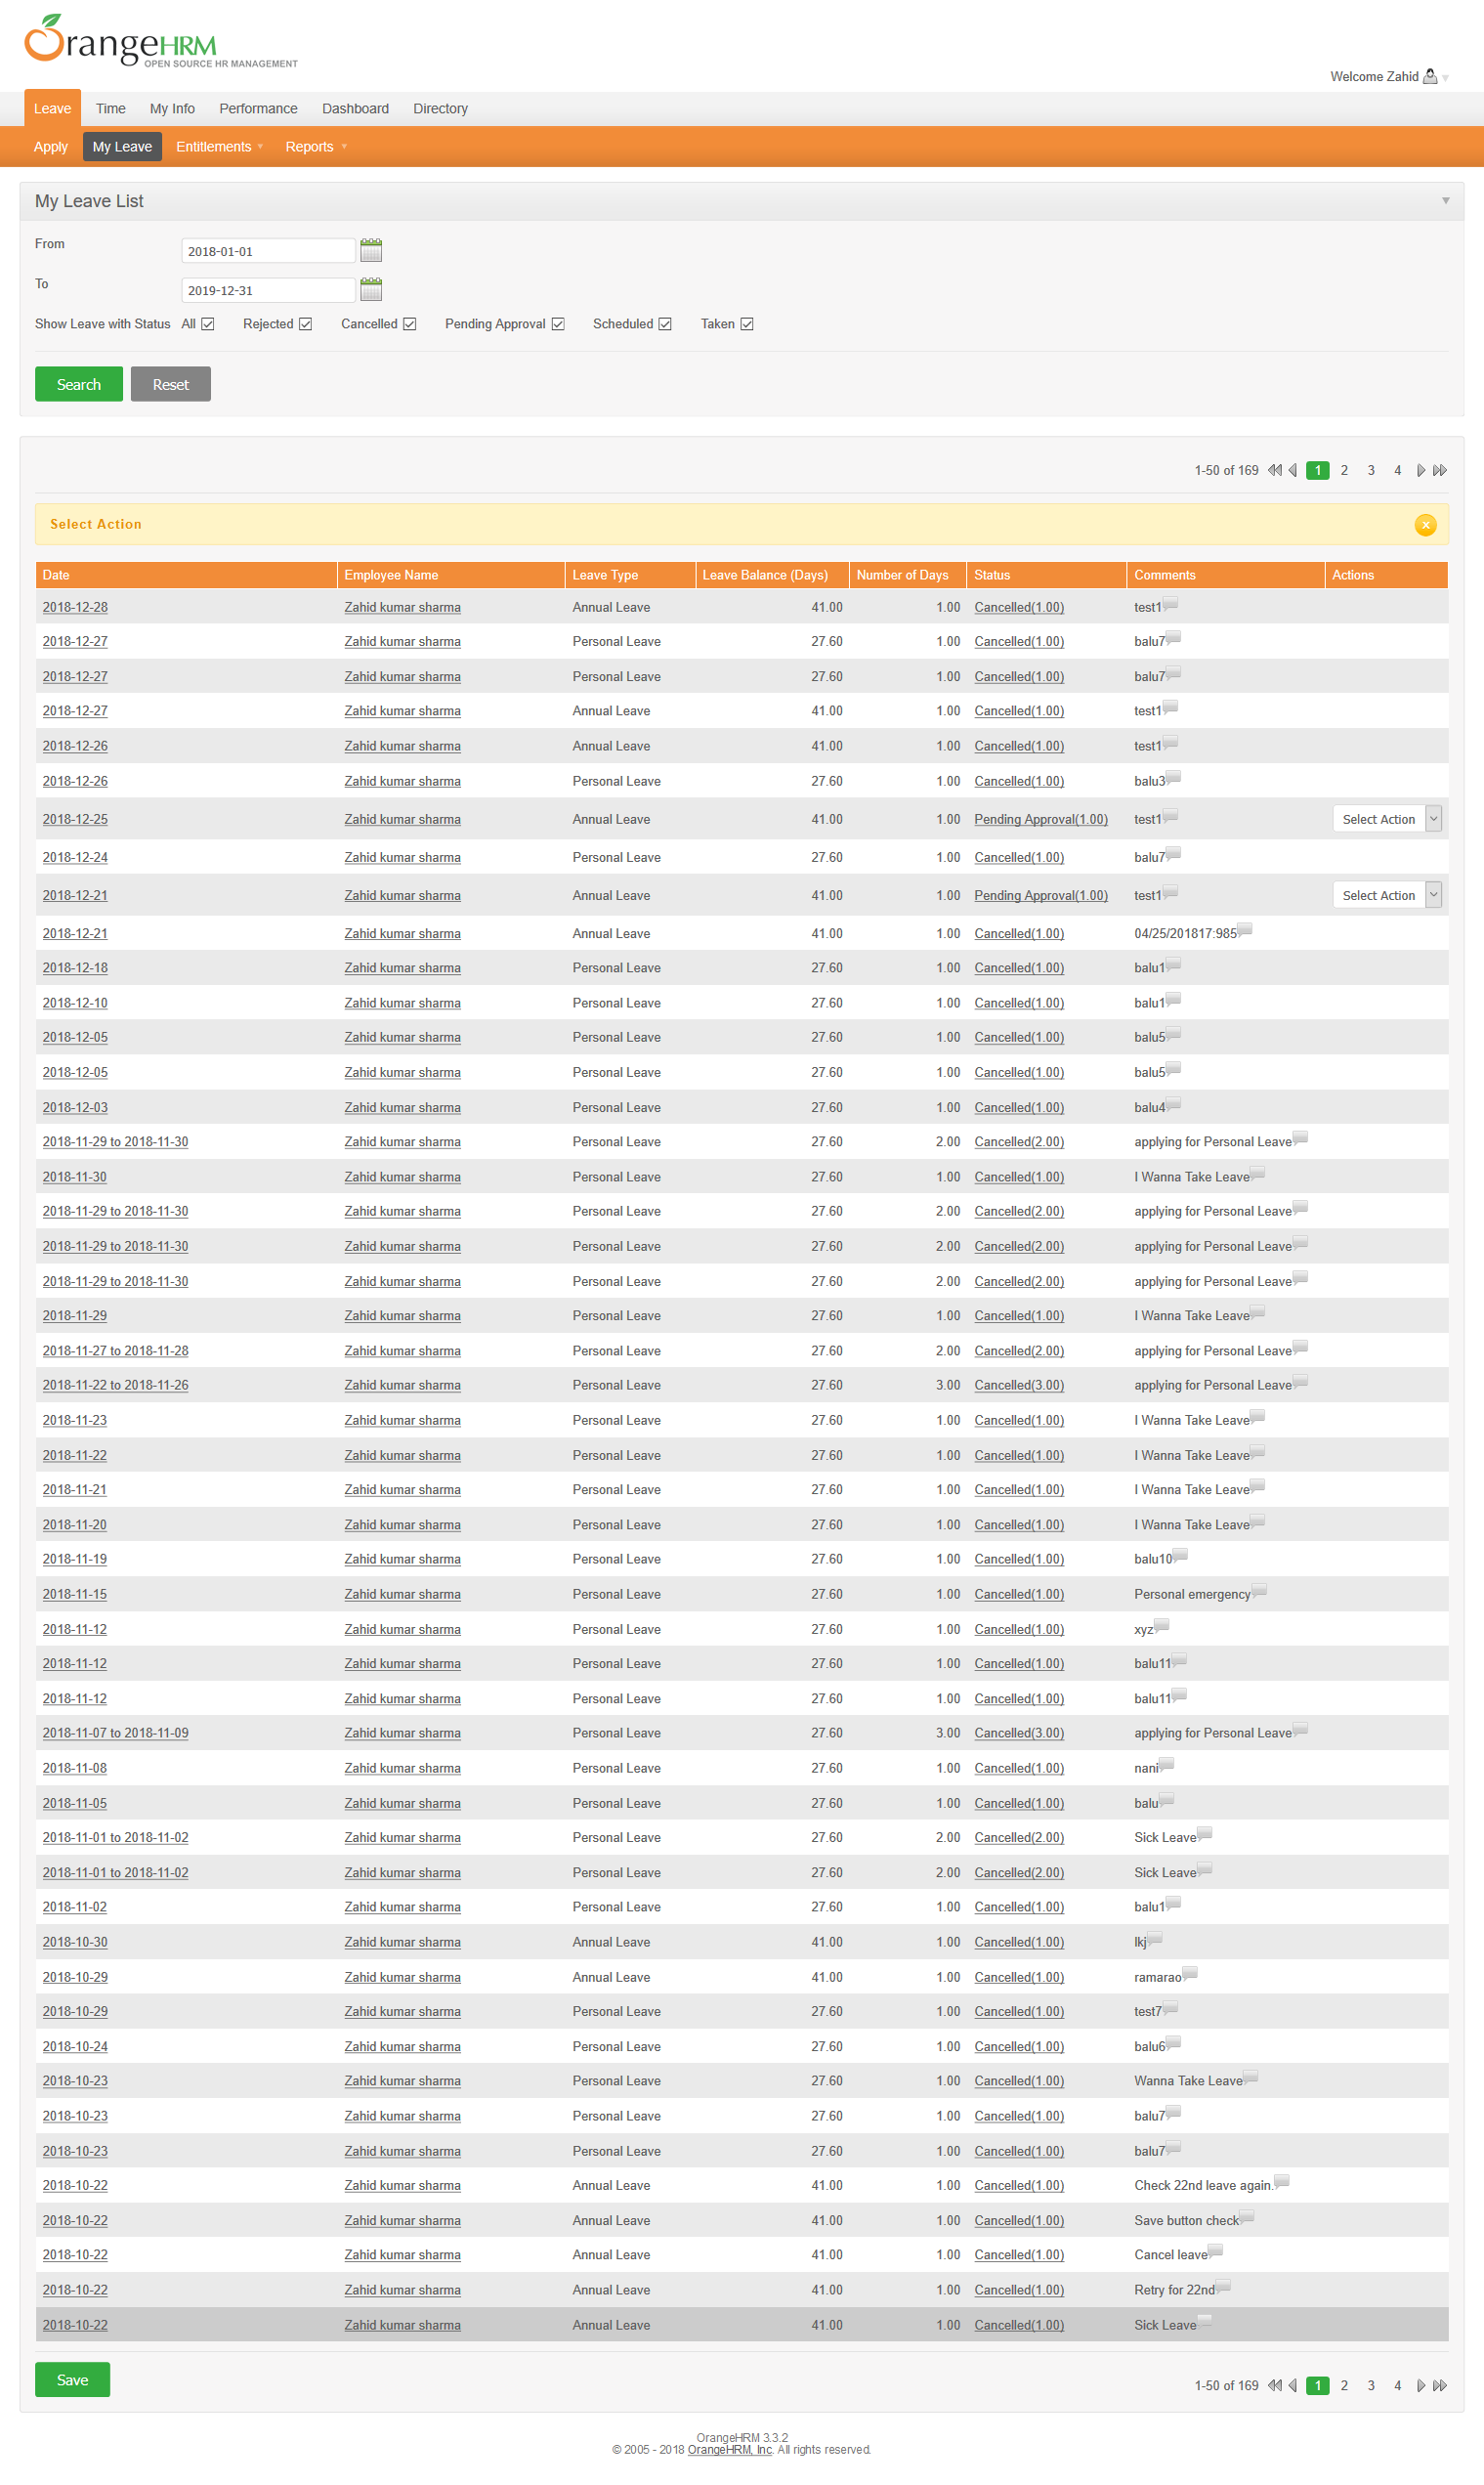 OrangeHRM
OPEN SOURCE HR MANAGEMENT
Welcome Zahid
Leave Time My Info Performance Dashboard Directory
Apply My Leave Entitlements Reports
My Leave List
From 2018-01-01
To 2019-12-31
Show Leave with Status All Rejected Cancelled Pending Approval Scheduled Taken
Search Reset
1-50 of 169 1 2 3 4
Select Action x
Date Employee Name Leave Type Leave Balance (Days) Number of Days Status Comments Actions
2018-12-28 Zahid kumar sharma Annual Leave 41.00 1.00 Cancelled(1.00) test1
2018-12-27 Zahid kumar sharma Personal Leave 27.60 1.00 Cancelled(1.00) balu7
2018-12-27 Zahid kumar sharma Personal Leave 27.60 1.00 Cancelled(1.00) balu7
2018-12-27 Zahid kumar sharma Annual Leave 41.00 1.00 Cancelled(1.00) test1
2018-12-26 Zahid kumar sharma Annual Leave 41.00 1.00 Cancelled(1.00) test1
2018-12-26 Zahid kumar sharma Personal Leave 27.60 1.00 Cancelled(1.00) balu3
2018-12-25 Zahid kumar sharma Annual Leave 41.00 1.00 Pending Approval(1.00) test1 Select Action
2018-12-24 Zahid kumar sharma Personal Leave 27.60 1.00 Cancelled(1.00) balu7
2018-12-21 Zahid kumar sharma Annual Leave 41.00 1.00 Pending Approval(1.00) test1 Select Action
2018-12-21 Zahid kumar sharma Annual Leave 41.00 1.00 Cancelled(1.00) 04/25/201817:985
2018-12-18 Zahid kumar sharma Personal Leave 27.60 1.00 Cancelled(1.00) balu1
2018-12-10 Zahid kumar sharma Personal Leave 27.60 1.00 Cancelled(1.00) balu1
2018-12-05 Zahid kumar sharma Personal Leave 27.60 1.00 Cancelled(1.00) balu5
2018-12-05 Zahid kumar sharma Personal Leave 27.60 1.00 Cancelled(1.00) balu5
2018-12-03 Zahid kumar sharma Personal Leave 27.60 1.00 Cancelled(1.00) balu4
2018-11-29 to 2018-11-30 Zahid kumar sharma Personal Leave 27.60 2.00 Cancelled(2.00) applying for Personal Leave
2018-11-30 Zahid kumar sharma Personal Leave 27.60 1.00 Cancelled(1.00) I Wanna Take Leave
2018-11-29 to 2018-11-30 Zahid kumar sharma Personal Leave 27.60 2.00 Cancelled(2.00) applying for Personal Leave
2018-11-29 to 2018-11-30 Zahid kumar sharma Personal Leave 27.60 2.00 Cancelled(2.00) applying for Personal Leave
2018-11-29 to 2018-11-30 Zahid kumar sharma Personal Leave 27.60 2.00 Cancelled(2.00) applying for Personal Leave
2018-11-29 Zahid kumar sharma Personal Leave 27.60 1.00 Cancelled(1.00) I Wanna Take Leave
2018-11-27 to 2018-11-28 Zahid kumar sharma Personal Leave 27.60 2.00 Cancelled(2.00) applying for Personal Leave
2018-11-22 to 2018-11-26 Zahid kumar sharma Personal Leave 27.60 3.00 Cancelled(3.00) applying for Personal Leave
2018-11-23 Zahid kumar sharma Personal Leave 27.60 1.00 Cancelled(1.00) I Wanna Take Leave
2018-11-22 Zahid kumar sharma Personal Leave 27.60 1.00 Cancelled(1.00) I Wanna Take Leave
2018-11-21 Zahid kumar sharma Personal Leave 27.60 1.00 Cancelled(1.00) I Wanna Take Leave
2018-11-20 Zahid kumar sharma Personal Leave 27.60 1.00 Cancelled(1.00) I Wanna Take Leave
2018-11-19 Zahid kumar sharma Personal Leave 27.60 1.00 Cancelled(1.00) balu10
2018-11-15 Zahid kumar sharma Personal Leave 27.60 1.00 Cancelled(1.00) Personal emergency
2018-11-12 Zahid kumar sharma Personal Leave 27.60 1.00 Cancelled(1.00) xyz
2018-11-12 Zahid kumar sharma Personal Leave 27.60 1.00 Cancelled(1.00) balu11
2018-11-12 Zahid kumar sharma Personal Leave 27.60 1.00 Cancelled(1.00) balu11
2018-11-07 to 2018-11-09 Zahid kumar sharma Personal Leave 27.60 3.00 Cancelled(3.00) applying for Personal Leave
2018-11-08 Zahid kumar sharma Personal Leave 27.60 1.00 Cancelled(1.00) nani
2018-11-05 Zahid kumar sharma Personal Leave 27.60 1.00 Cancelled(1.00) balu
2018-11-01 to 2018-11-02 Zahid kumar sharma Personal Leave 27.60 2.00 Cancelled(2.00) Sick Leave
2018-11-01 to 2018-11-02 Zahid kumar sharma Personal Leave 27.60 2.00 Cancelled(2.00) Sick Leave
2018-11-02 Zahid kumar sharma Personal Leave 27.60 1.00 Cancelled(1.00) balu1
2018-10-30 Zahid kumar sharma Annual Leave 41.00 1.00 Cancelled(1.00) lkj
2018-10-29 Zahid kumar sharma Annual Leave 41.00 1.00 Cancelled(1.00) ramarao
2018-10-29 Zahid kumar sharma Personal Leave 27.60 1.00 Cancelled(1.00) test7
2018-10-24 Zahid kumar sharma Personal Leave 27.60 1.00 Cancelled(1.00) balu6
2018-10-23 Zahid kumar sharma Personal Leave 27.60 1.00 Cancelled(1.00) Wanna Take Leave
2018-10-23 Zahid kumar sharma Personal Leave 27.60 1.00 Cancelled(1.00) balu7
2018-10-23 Zahid kumar sharma Personal Leave 27.60 1.00 Cancelled(1.00) balu7
2018-10-22 Zahid kumar sharma Annual Leave 41.00 1.00 Cancelled(1.00) Check 22nd leave again.
2018-10-22 Zahid kumar sharma Annual Leave 41.00 1.00 Cancelled(1.00) Save button check
2018-10-22 Zahid kumar sharma Annual Leave 41.00 1.00 Cancelled(1.00) Cancel leave
2018-10-22 Zahid kumar sharma Annual Leave 41.00 1.00 Cancelled(1.00) Retry for 22nd
2018-10-22 Zahid kumar sharma Annual Leave 41.00 1.00 Cancelled(1.00) Sick Leave
Save
1-50 of 169 1 2 3 4
OrangeHRM 3.3.2
© 2005 - 2018 OrangeHRM, Inc. All rights reserved.